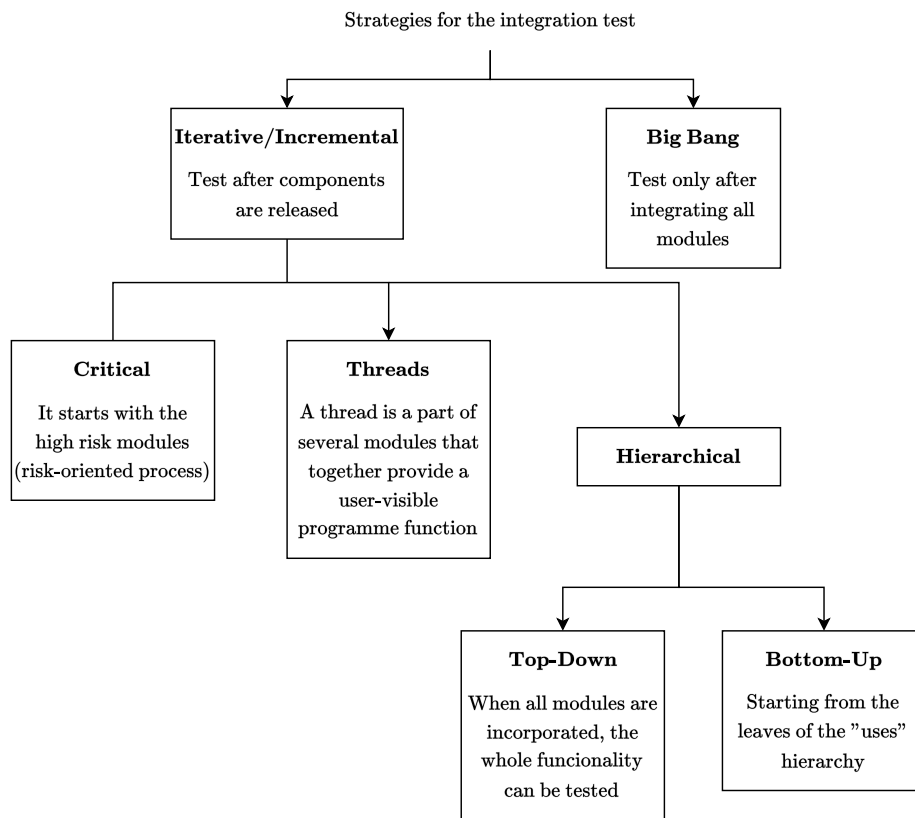 Strategies for the integration test
Iterative/Incremental
Test after components
are released
Big Bang
Test only after
integrating all
modules
Critical
It starts with the
high risk modules
(risk-oriented process)
Threads
A thread is a part of
several modules that
together provide a
user-visible
programme function
Hierarchical
Top-Down
When all modules are
incorporated, the
whole funcionality
can be tested
Bottom-Up
Starting from the
leaves of the ”uses”
hierarchy